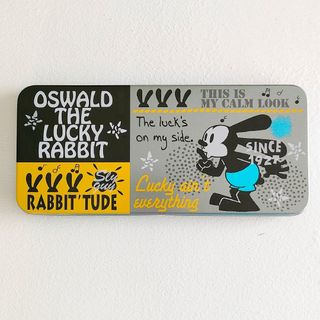 OSWALD
THE
LUCKY
RABBIT
RABBIT'TUDE
Sly
guy
THIS IS
MY CALM LOOK
The luck's
on my side.
SINCE
1927
Lucky ain't
everything